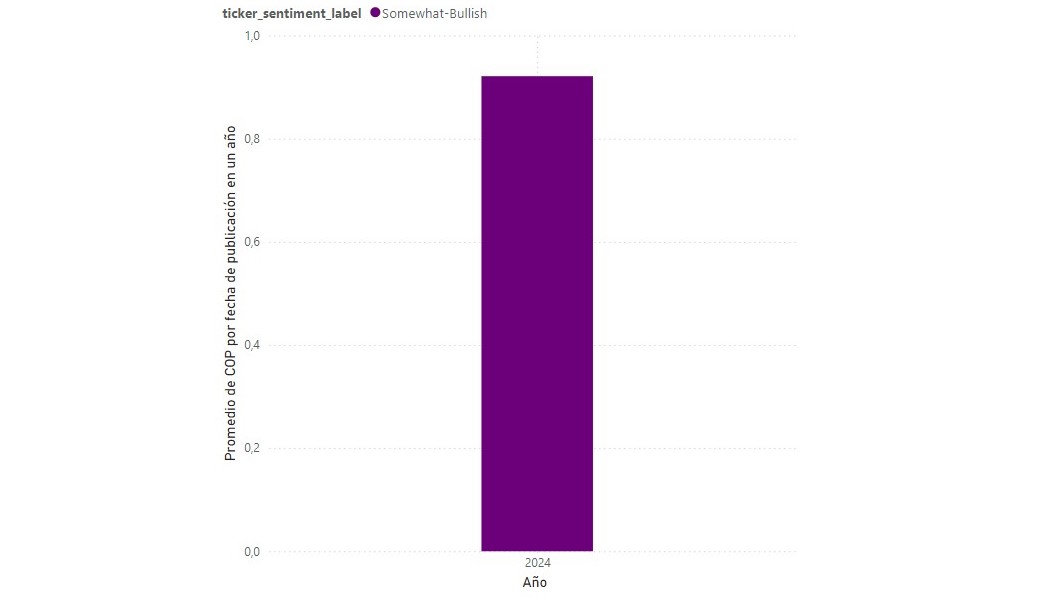 ticker_sentiment_label Somewhat-Bullish
1,0
0,8
0,6
0,4
0,2
0,0
Promedio de COP por fecha de publicación en un año
2024
Año